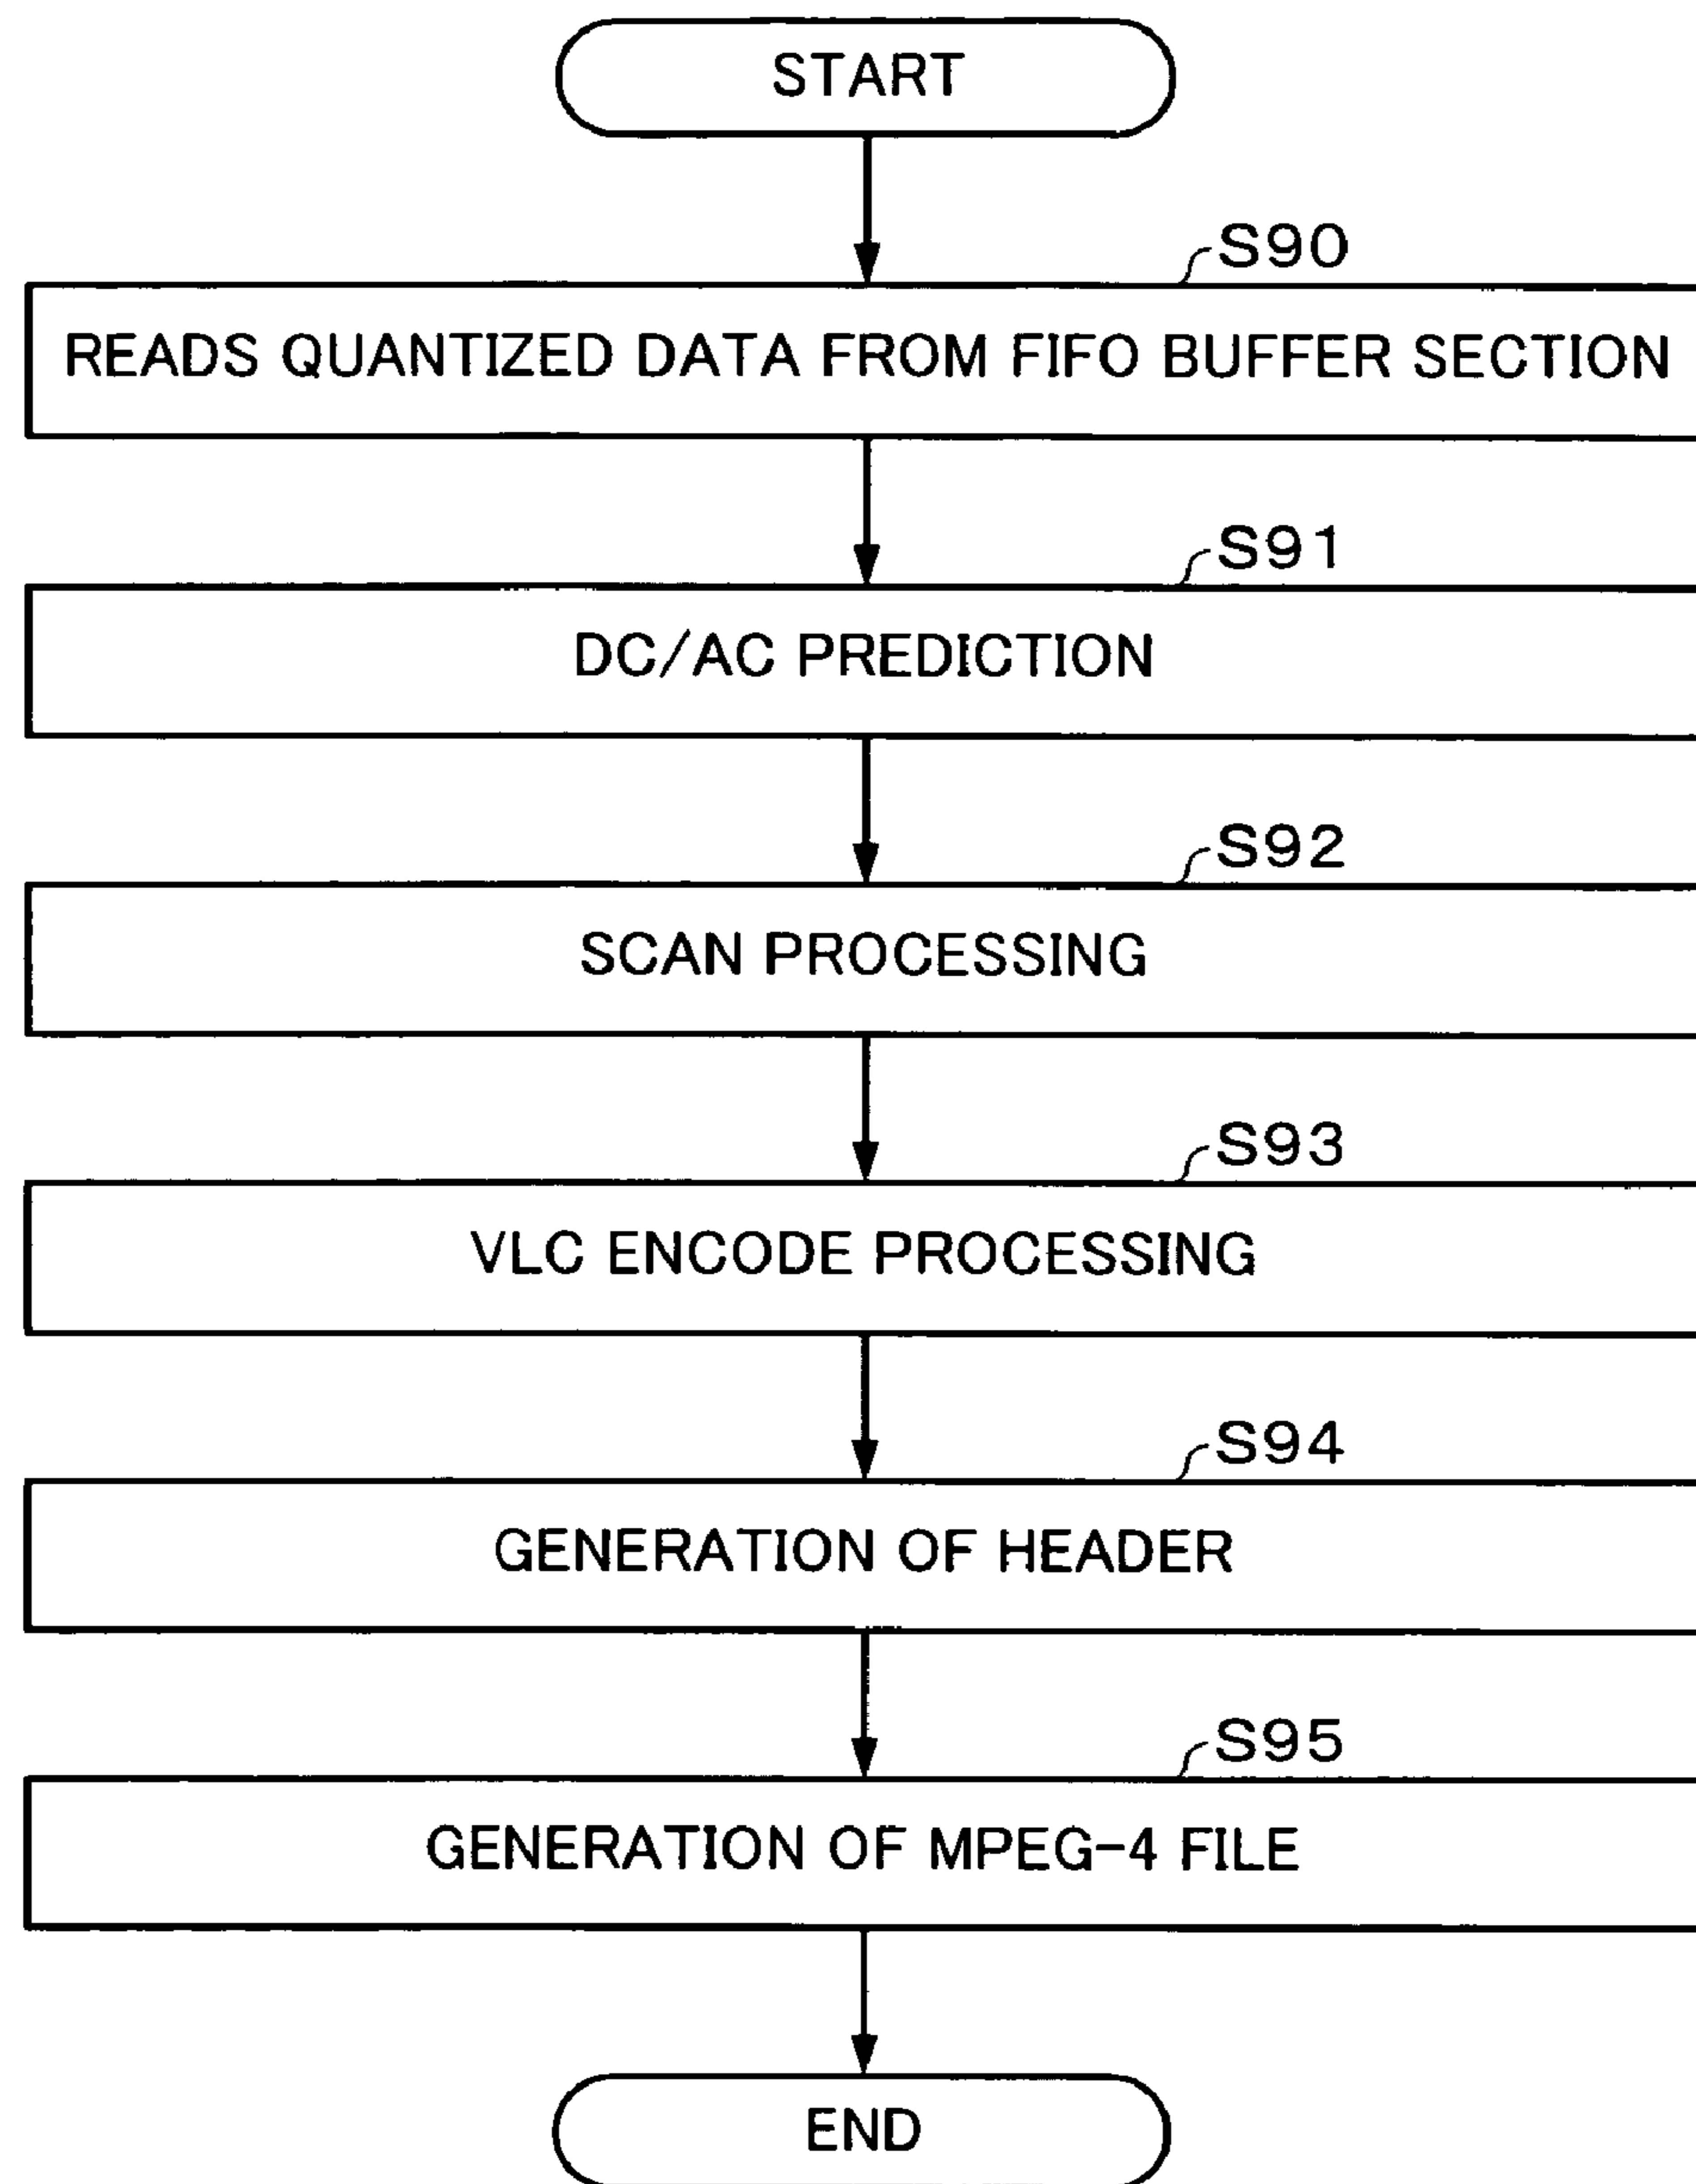 START
S90
READS QUANTIZED DATA FROM FIFO BUFFER SECTION
S91
DC/AC PREDICTION
S92
SCAN PROCESSING
S93
VLC ENCODE PROCESSING
S94
GENERATION OF HEADER
S95
GENERATION OF MPEG-4 FILE
END